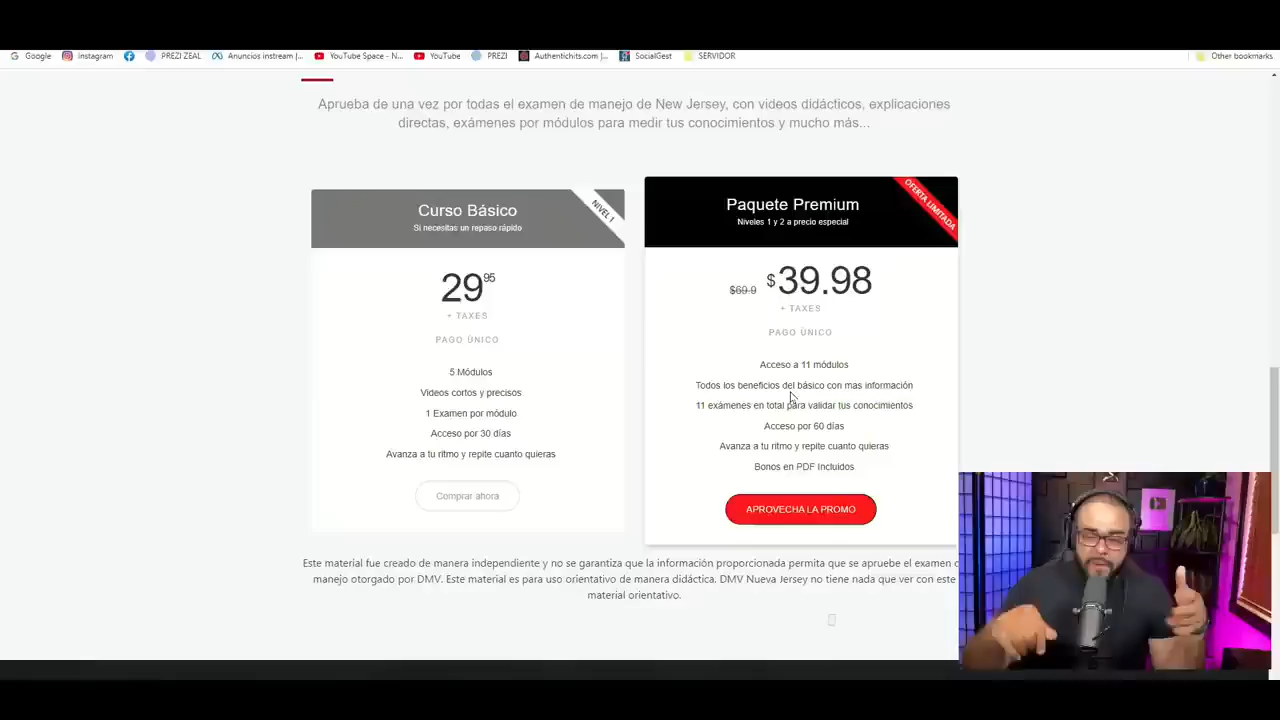 Google
Instagram
PREZI ZEAL
Anuncios instream |...
YouTube Space - N...
YouTube
PREZI
Authentichits.com |...
SocialGest
SERVIDOR
Other bookmarks
Aprueba de una vez por todas el examen de manejo de New Jersey, con videos didácticos, explicaciones
directas, exámenes por módulos para medir tus conocimientos y mucho más...
Curso Básico
Si necesitas un repaso rápido
NIVEL 1
29 95
+ TAXES
PAGO ÚNICO
5 Módulos
Videos cortos y precisos
1 Examen por módulo
Acceso por 30 días
Avanza a tu ritmo y repite cuanto quieras
Comprar ahora
Paquete Premium
Niveles 1 y 2 a precio especial
OFERTA LIMITADA
$69.9 $39.98
+ TAXES
PAGO ÚNICO
Acceso a 11 módulos
Todos los beneficios del básico con mas información
11 exámenes en total para validar tus conocimientos
Acceso por 60 días
Avanza a tu ritmo y repite cuanto quieras
Bonos en PDF Incluidos
APROVECHA LA PROMO
Este material fue creado de manera independiente y no se garantiza que la información proporcionada permita que se apruebe el examen
manejo otorgado por DMV. Este material es para uso orientativo de manera didáctica. DMV Nueva Jersey no tiene nada que ver con este
material orientativo.